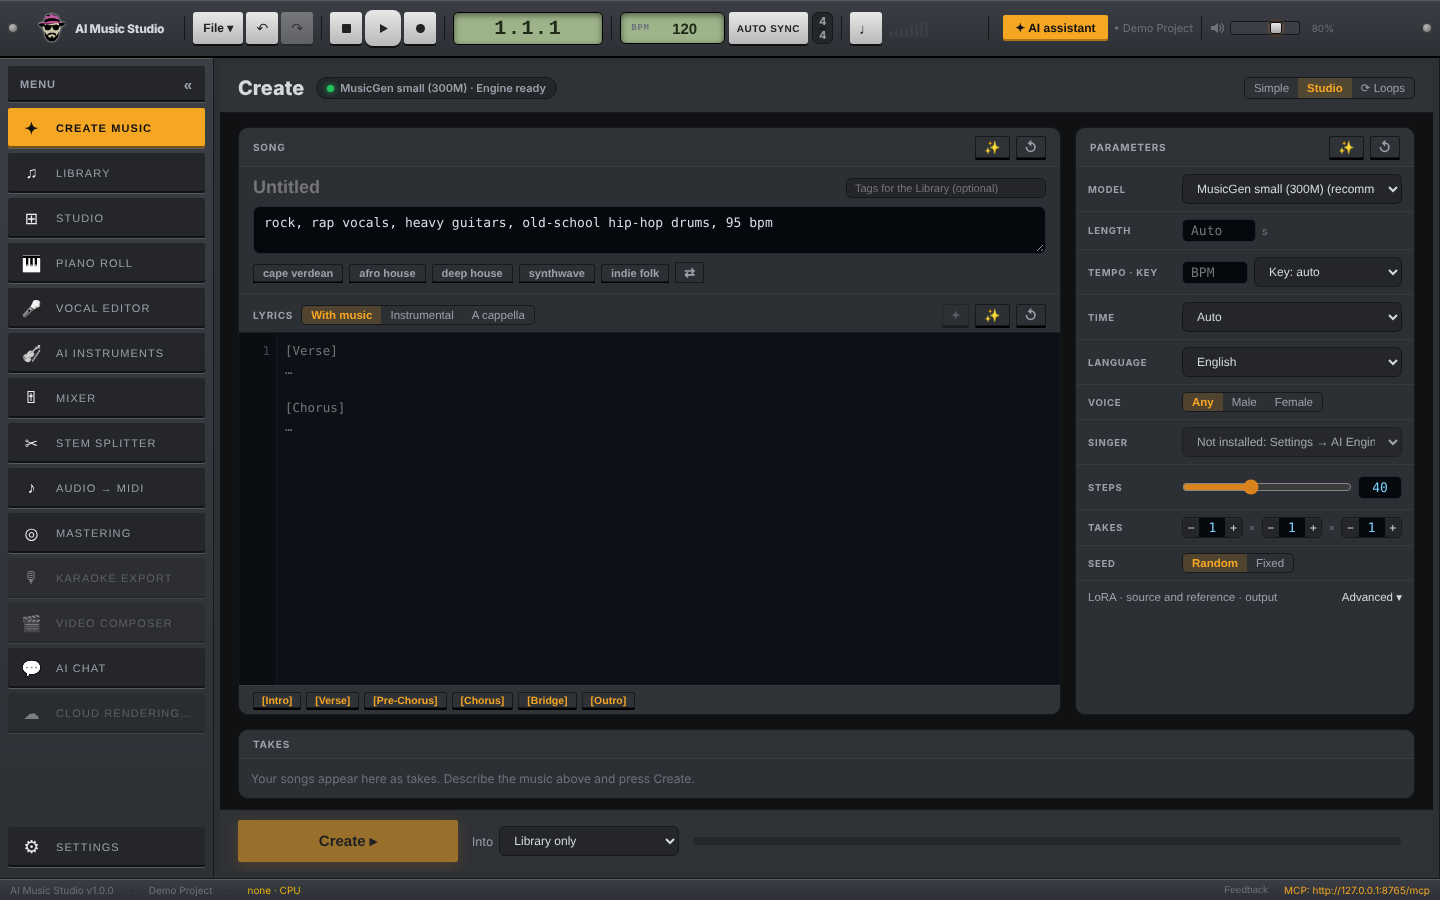 AI Music Studio
File ▾
1.1.1
BPM 120
AUTO SYNC
4
4
✦ AI assistant
• Demo Project
80%
MENU «
CREATE MUSIC
LIBRARY
STUDIO
PIANO ROLL
VOCAL EDITOR
AI INSTRUMENTS
MIXER
STEM SPLITTER
AUDIO → MIDI
MASTERING
KARAOKE EXPORT
VIDEO COMPOSER
AI CHAT
CLOUD RENDERING...
SETTINGS
Create
MusicGen small (300M) · Engine ready
Simple Studio ⟳ Loops
SONG
Untitled
Tags for the Library (optional)
rock, rap vocals, heavy guitars, old-school hip-hop drums, 95 bpm
cape verdean afro house deep house synthwave indie folk ⇄
LYRICS With music Instrumental A cappella
1 [Verse]
…
[Chorus]
…
[Intro] [Verse] [Pre-Chorus] [Chorus] [Bridge] [Outro]
PARAMETERS
MODEL MusicGen small (300M) (recomm
LENGTH Auto s
TEMPO · KEY BPM Key: auto
TIME Auto
LANGUAGE English
VOICE Any Male Female
SINGER Not installed: Settings → AI Engin
STEPS 40
TAKES − 1 + × − 1 + × − 1 +
SEED Random Fixed
LoRA · source and reference · output Advanced ▾
TAKES
Your songs appear here as takes. Describe the music above and press Create.
Create ▸
Into Library only
AI Music Studio v1.0.0 · Demo Project · none · CPU
Feedback MCP: http://127.0.0.1:8765/mcp